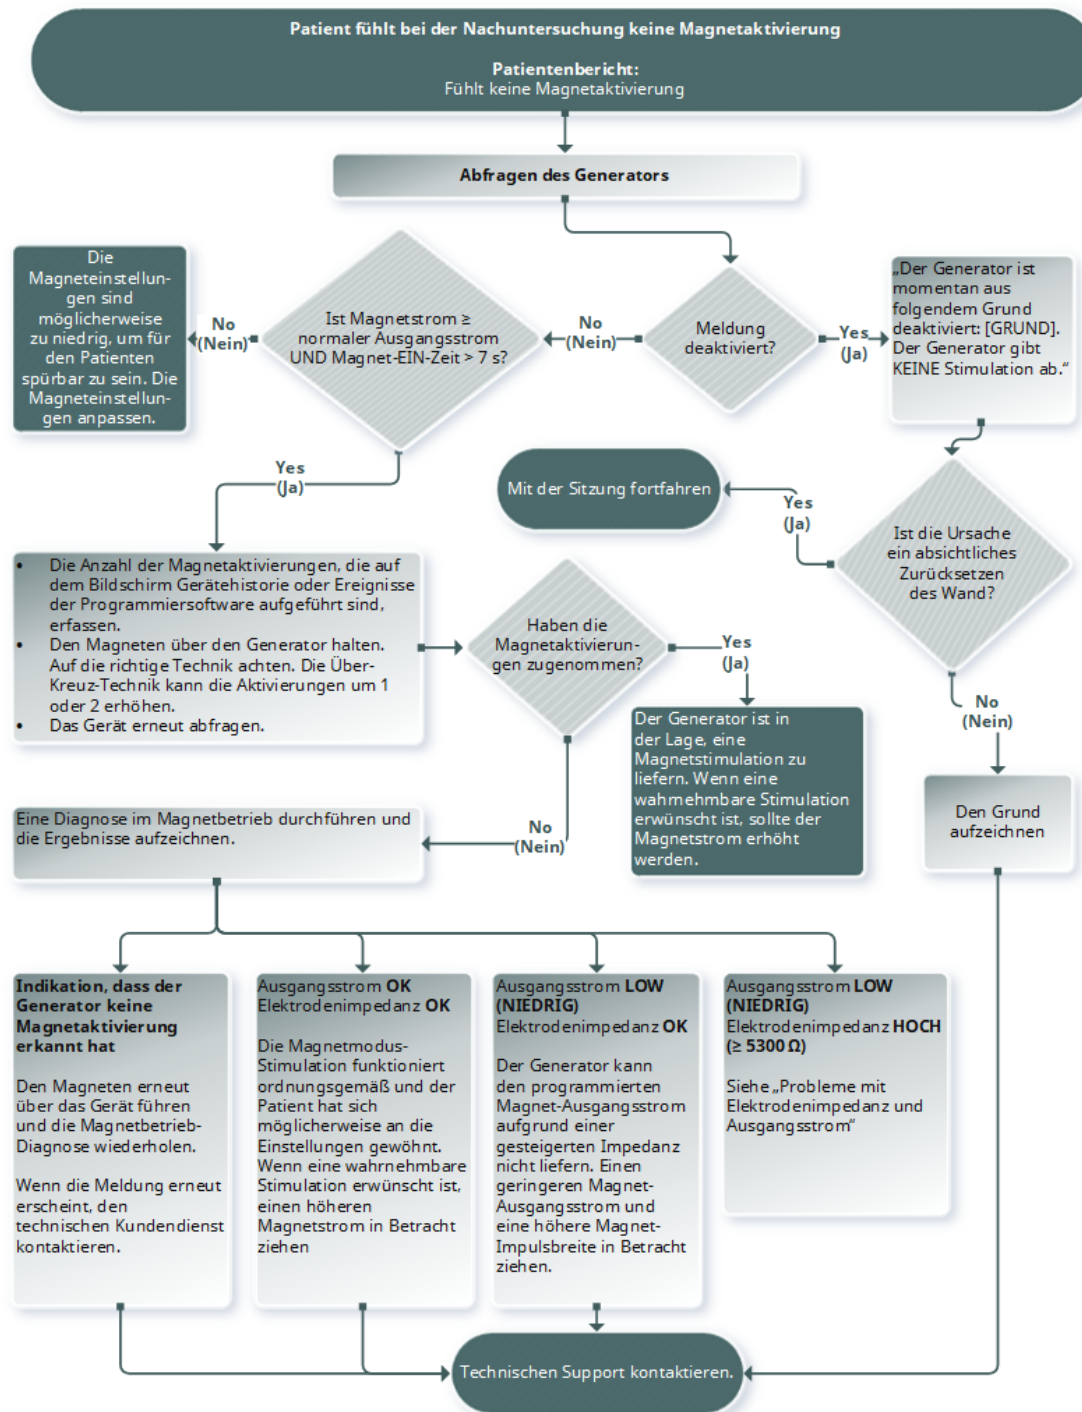 Patient fühlt bei der Nachuntersuchung keine Magnetaktivierung
Patientenbericht:
Fühlt keine Magnetaktivierung
Abfragen des Generators
Die
Magneteinstellun-
gen sind
möglicherweise
zu niedrig, um für
den Patienten
spürbar zu sein. Die
Magneteinstellun-
gen anpassen.
No
(Nein)
Ist Magnetstrom ≥
normaler Ausgangsstrom
UND Magnet-EIN-Zeit > 7 s?
No
(Nein)
Meldung
deaktiviert?
Yes
(Ja)
„Der Generator ist
momentan aus
folgendem Grund
deaktiviert: [GRUND].
Der Generator gibt
KEINE Stimulation ab.“
Yes
(Ja)
Mit der Sitzung fortfahren
Yes
(Ja)
Ist die Ursache
ein absichtliches
Zurücksetzen
des Wand?
• Die Anzahl der Magnetaktivierungen, die auf
dem Bildschirm Gerätehistorie oder Ereignisse
der Programmiersoftware aufgeführt sind,
erfassen.
• Den Magneten über den Generator halten.
Auf die richtige Technik achten. Die Über-
Kreuz-Technik kann die Aktivierungen um 1
oder 2 erhöhen.
• Das Gerät erneut abfragen.
Haben die
Magnetaktivierun-
gen zugenommen?
Yes
(Ja)
No
(Nein)
Der Generator ist in
der Lage, eine
Magnetstimulation zu
liefern. Wenn eine
wahmehmbare Stimulation
erwünscht ist, sollte der
Magnetstrom erhöht
werden.
Den Grund
aufzeichnen
Eine Diagnose im Magnetbetrieb durchführen und
die Ergebnisse aufzeichnen.
No
(Nein)
Indikation, dass der
Generator keine
Magnetaktivierung
erkannt hat
Den Magneten erneut
über das Gerät führen
und die Magnetbetrieb-
Diagnose wiederholen.
Wenn die Meldung erneut
erscheint, den
technischen Kundendienst
kontaktieren.
Ausgangsstrom OK
Elektrodenimpedanz OK
Die Magnetmodus-
Stimulation funktioniert
ordnungsgemäß und der
Patient hat sich
möglicherweise an die
Einstellungen gewöhnt.
Wenn eine wahrnehmbare
Stimulation erwünscht ist,
einen höheren
Magnetstrom in Betracht
ziehen
Ausgangsstrom LOW
(NIEDRIG)
Elektrodenimpedanz OK
Der Generator kann
den programmierten
Magnet-Ausgangsstrom
aufgrund einer
gesteigerten Impedanz
nicht liefern. Einen
geringeren Magnet-
Ausgangsstrom und
eine höhere Magnet-
Impulsbreite in Betracht
ziehen.
Ausgangsstrom LOW
(NIEDRIG)
Elektrodenimpedanz HOCH
(≥ 5300 Ω)
Siehe „Probleme mit
Elektrodenimpedanz und
Ausgangsstrom“
Technischen Support kontaktieren.